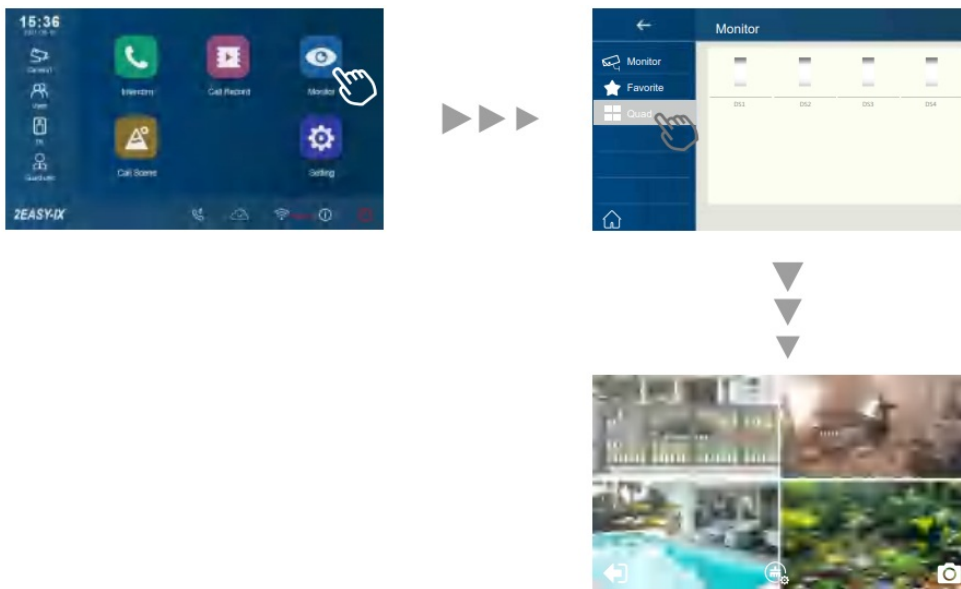 15:36
Intercom
Call Record
Monitor
Call Scene
Setting
2EASY-IX
Monitor
Monitor
Favorite
Quad
DS1
DS2
DS3
DS4